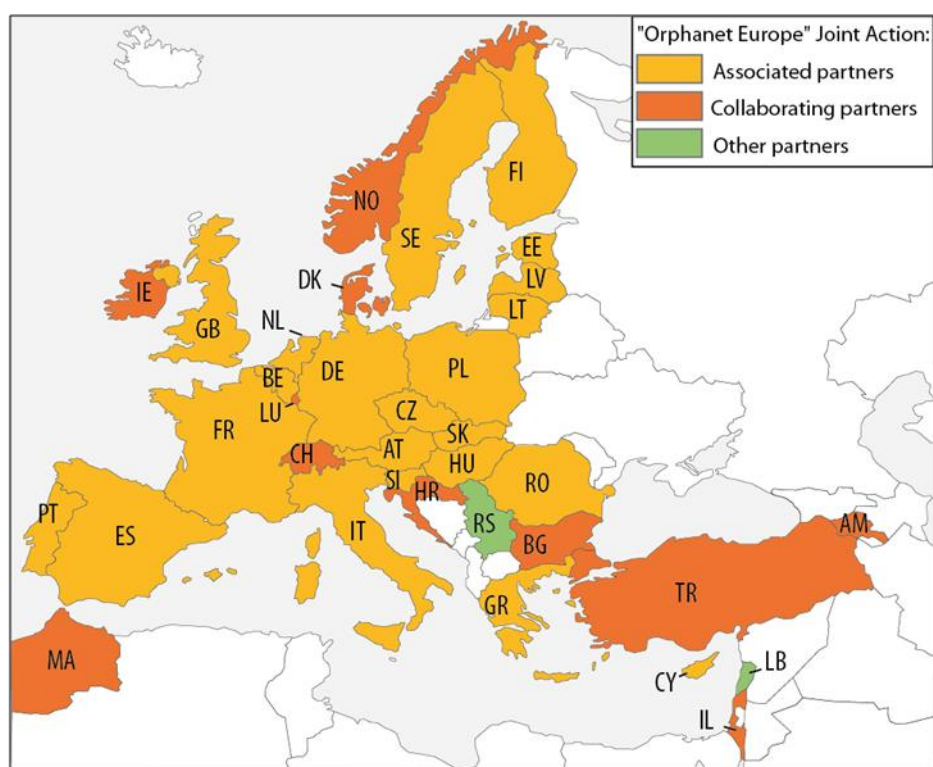 "Orphanet Europe" Joint Action:
Associated partners
Collaborating partners
Other partners
FI
NO
SE
EE
DK
LV
IE
LT
NL
GB
BE
DE
PL
LU
CZ
FR
SK
CH
AT
HU
SI
HR
RO
PT
RS
ES
IT
BG
AM
TR
GR
MA
LB
CY
IL